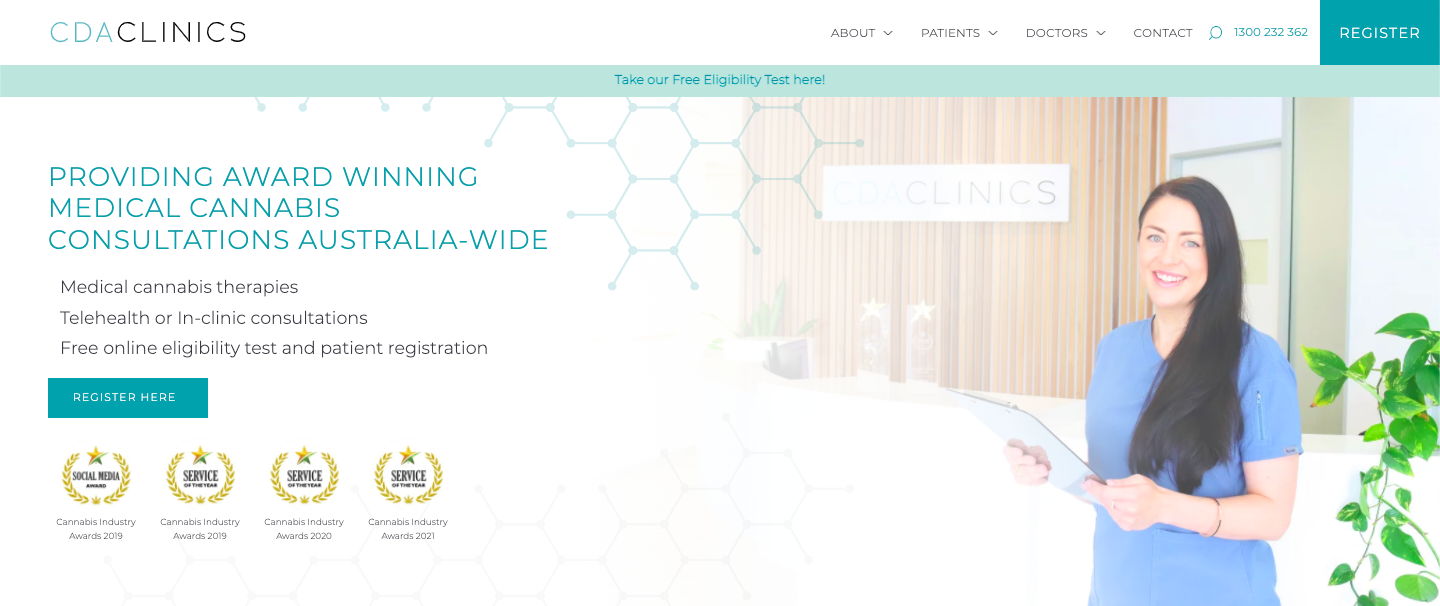 CDACLINICS
ABOUT
PATIENTS
DOCTORS
CONTACT
1300 232 362
REGISTER
Take our Free Eligibility Test here!
PROVIDING AWARD WINNING
MEDICAL CANNABIS
CONSULTATIONS AUSTRALIA-WIDE
CDACLINICS
Medical cannabis therapies
Telehealth or In-clinic consultations
Free online eligibility test and patient registration
REGISTER HERE
SOCIAL MEDIA
AWARD
SERVICE
OF THE YEAR
SERVICE
OF THE YEAR
SERVICE
OF THE YEAR
Cannabis Industry
Awards 2019
Cannabis Industry
Awards 2019
Cannabis Industry
Awards 2020
Cannabis Industry
Awards 2021